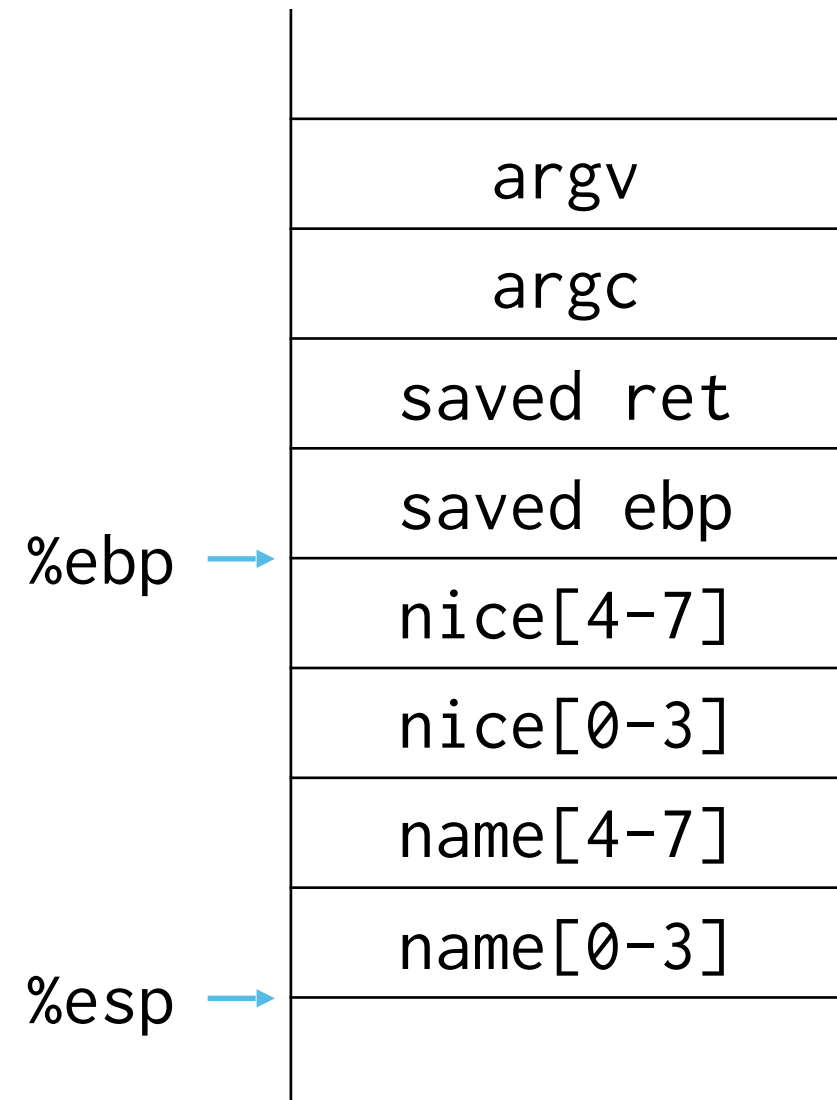 argv
argc
saved ret
saved ebp
%ebp
nice[4-7]
nice[0-3]
name[4-7]
name[0-3]
%esp